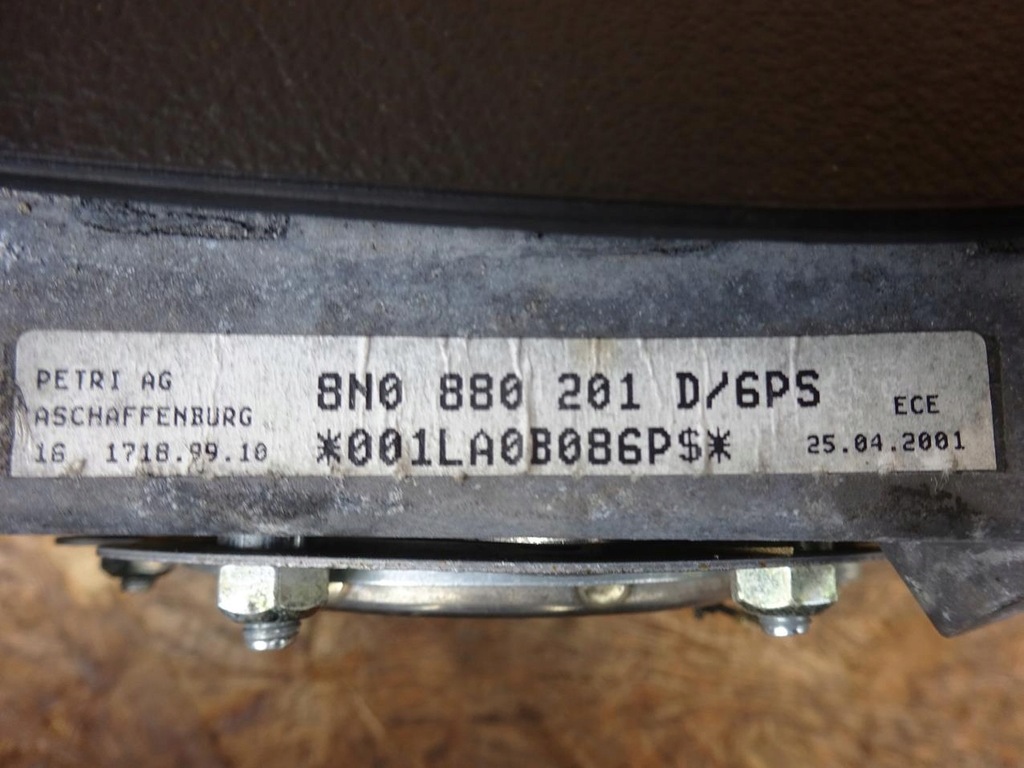 PETRI AG
ASCHAFFENBURG
16 1718.99.10
8N0 880 201 D/6PS
*001LA0B086P$*
ECE
25.04.2001